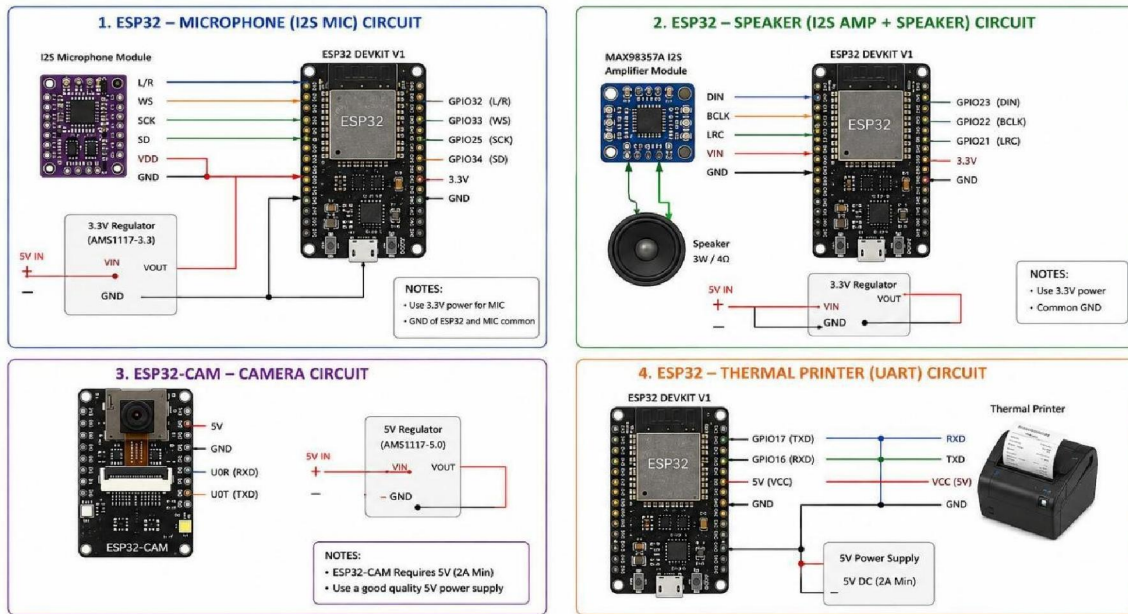 1. ESP32 – MICROPHONE (I2S MIC) CIRCUIT
I2S Microphone Module
ESP32 DEVKIT V1
L/R
WS
SCK
SD
VDD
GND
ESP32
GPIO32 (L/R)
GPIO33 (WS)
GPIO25 (SCK)
GPIO34 (SD)
3.3V
GND
3.3V Regulator
(AMS1117-3.3)
5V IN
+
–
VIN
VOUT
GND
NOTES:
• Use 3.3V power for MIC
• GND of ESP32 and MIC common
2. ESP32 – SPEAKER (I2S AMP + SPEAKER) CIRCUIT
MAX98357A I2S
Amplifier Module
ESP32 DEVKIT V1
DIN
BCLK
LRC
VIN
GND
ESP32
GPIO23 (DIN)
GPIO22 (BCLK)
GPIO21 (LRC)
3.3V
GND
Speaker
3W / 4Ω
3.3V Regulator
5V IN
+
–
VIN
VOUT
GND
NOTES:
• Use 3.3V power
• Common GND
3. ESP32-CAM – CAMERA CIRCUIT
5V
GND
U0R (RXD)
U0T (TXD)
ESP32-CAM
5V Regulator
(AMS1117-5.0)
5V IN
+
–
VIN
VOUT
– GND
NOTES:
• ESP32-CAM Requires 5V (2A Min)
• Use a good quality 5V power supply
4. ESP32 – THERMAL PRINTER (UART) CIRCUIT
ESP32 DEVKIT V1
Thermal Printer
ESP32
GPIO17 (TXD)
GPIO16 (RXD)
5V (VCC)
GND
RXD
TXD
VCC (5V)
GND
5V Power Supply
5V DC (2A Min)
–